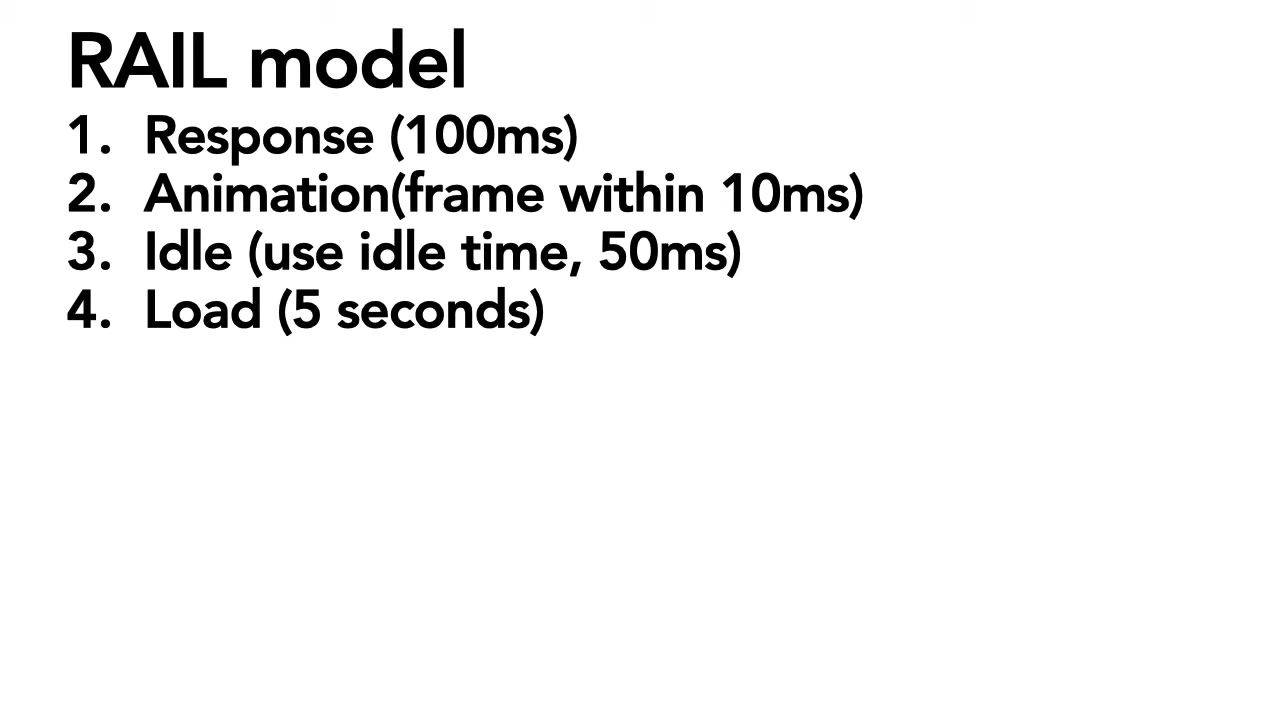 RAIL model
1. Response (100ms)
2. Animation(frame within 10ms)
3. Idle (use idle time, 50ms)
4. Load (5 seconds)